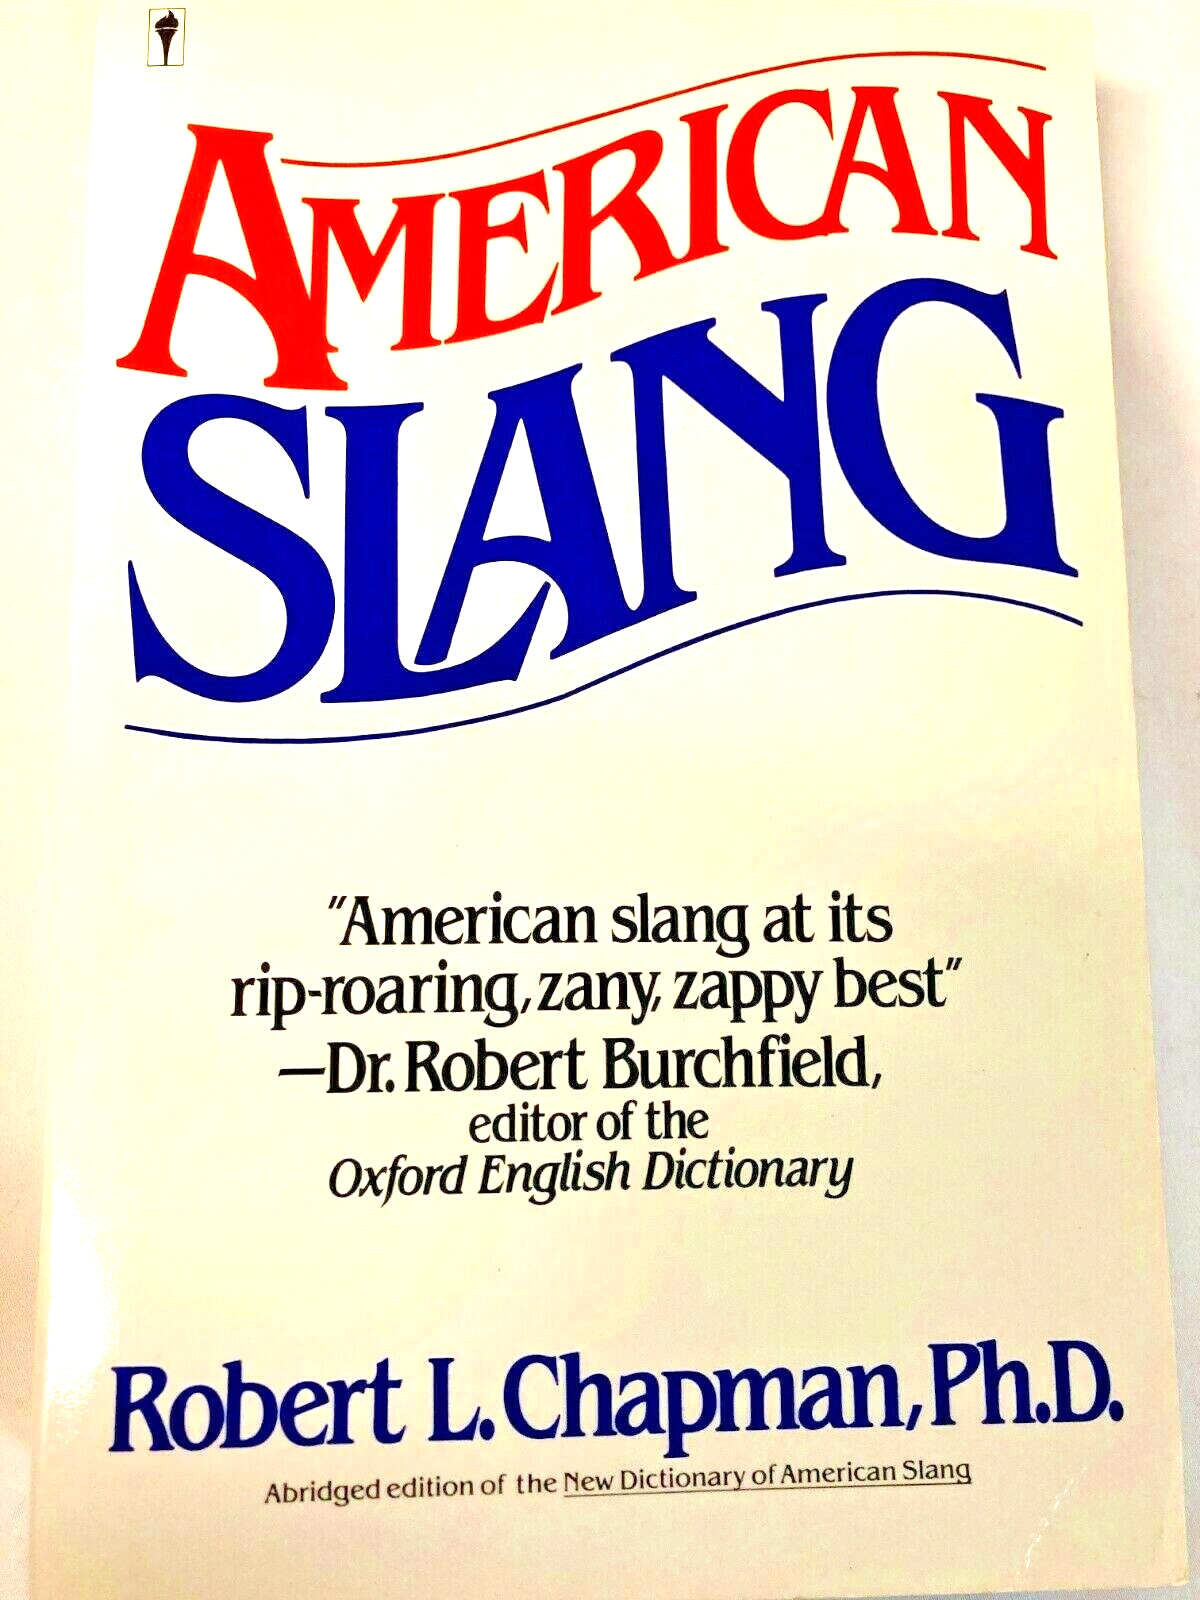 AMERICAN
SLANG
"American slang at its
rip-roaring, zany, zappy best"
—Dr. Robert Burchfield,
editor of the
Oxford English Dictionary
Robert L. Chapman, Ph.D.
Abridged edition of the New Dictionary of American Slang